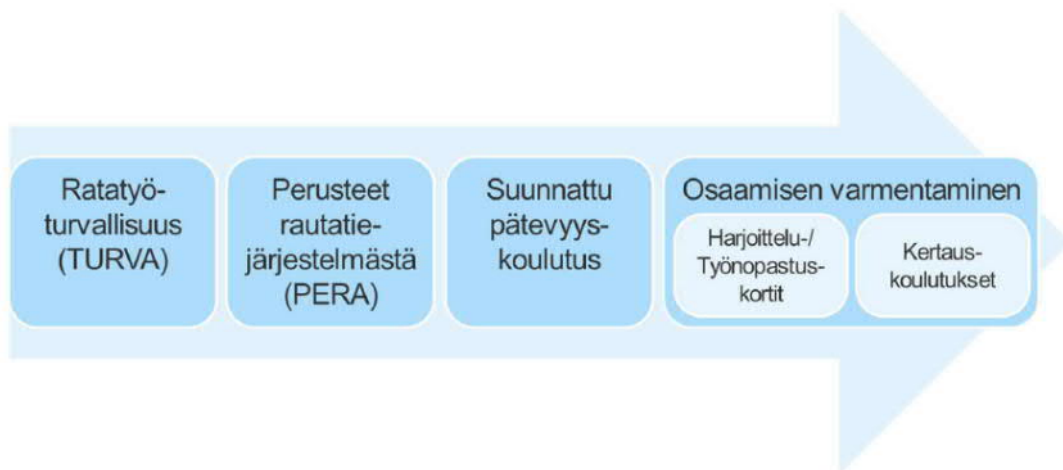 Ratatyö-
turvallisuus
(TURVA)
Perusteet
rautatie-
järjestelmästä
(PERA)
Suunnattu
pätevyys-
koulutus
Osaamisen varmentaminen
Harjoittelu-/
Työnopastus-
kortit
Kertaus-
koulutukset